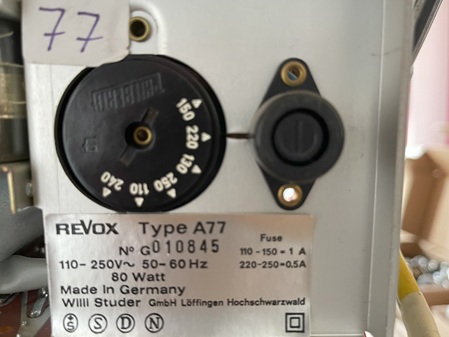 77
150
220
130
250
110
240
REVOX Type A77
Nº G010845
110-250V~ 50-60Hz
80 Watt
Made in Germany
Willi Studer GmbH Löffingen Hochschwarzwald
Fuse
110-150=1 A
220-250=0,5A
S D N